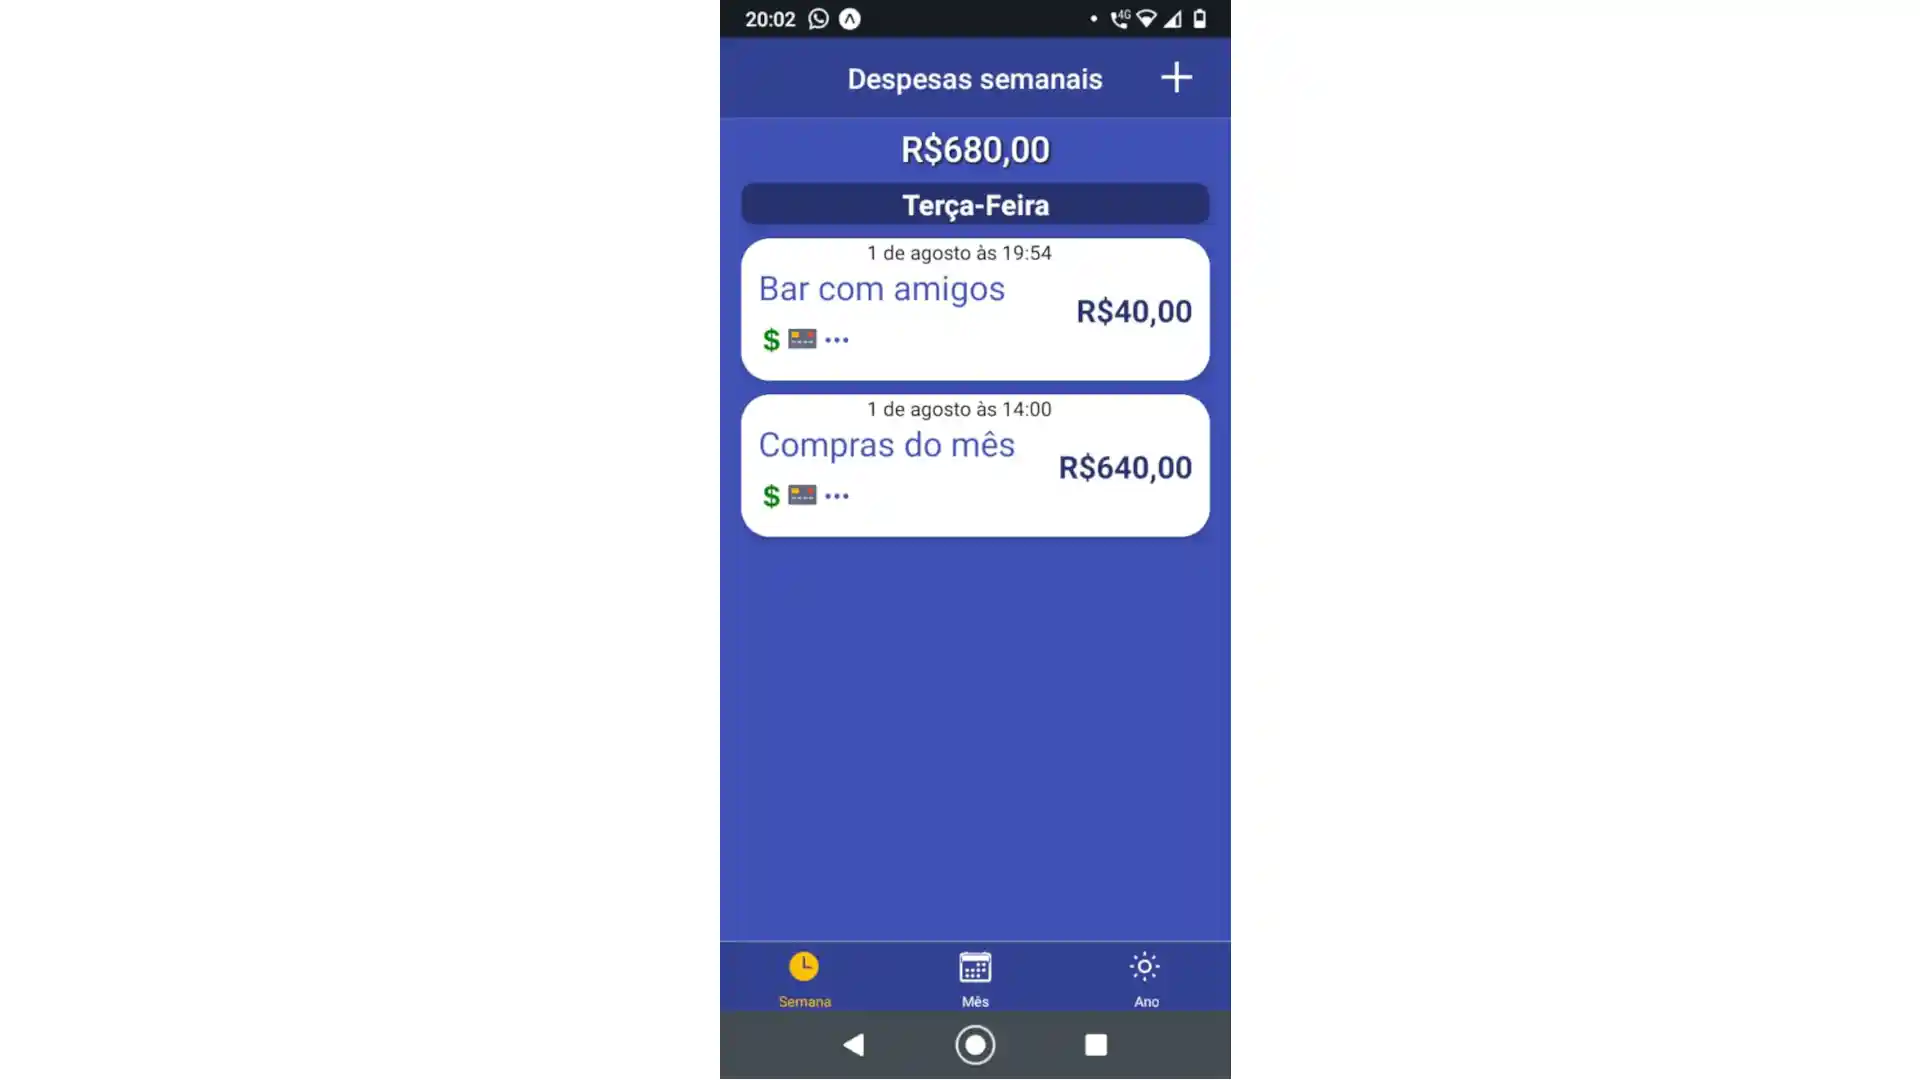 20:02
4G
Despesas semanais
R$680,00
Terça-Feira
1 de agosto às 19:54
Bar com amigos
R$40,00
$
1 de agosto às 14:00
Compras do mês
R$640,00
$
Semana
Mês
Ano